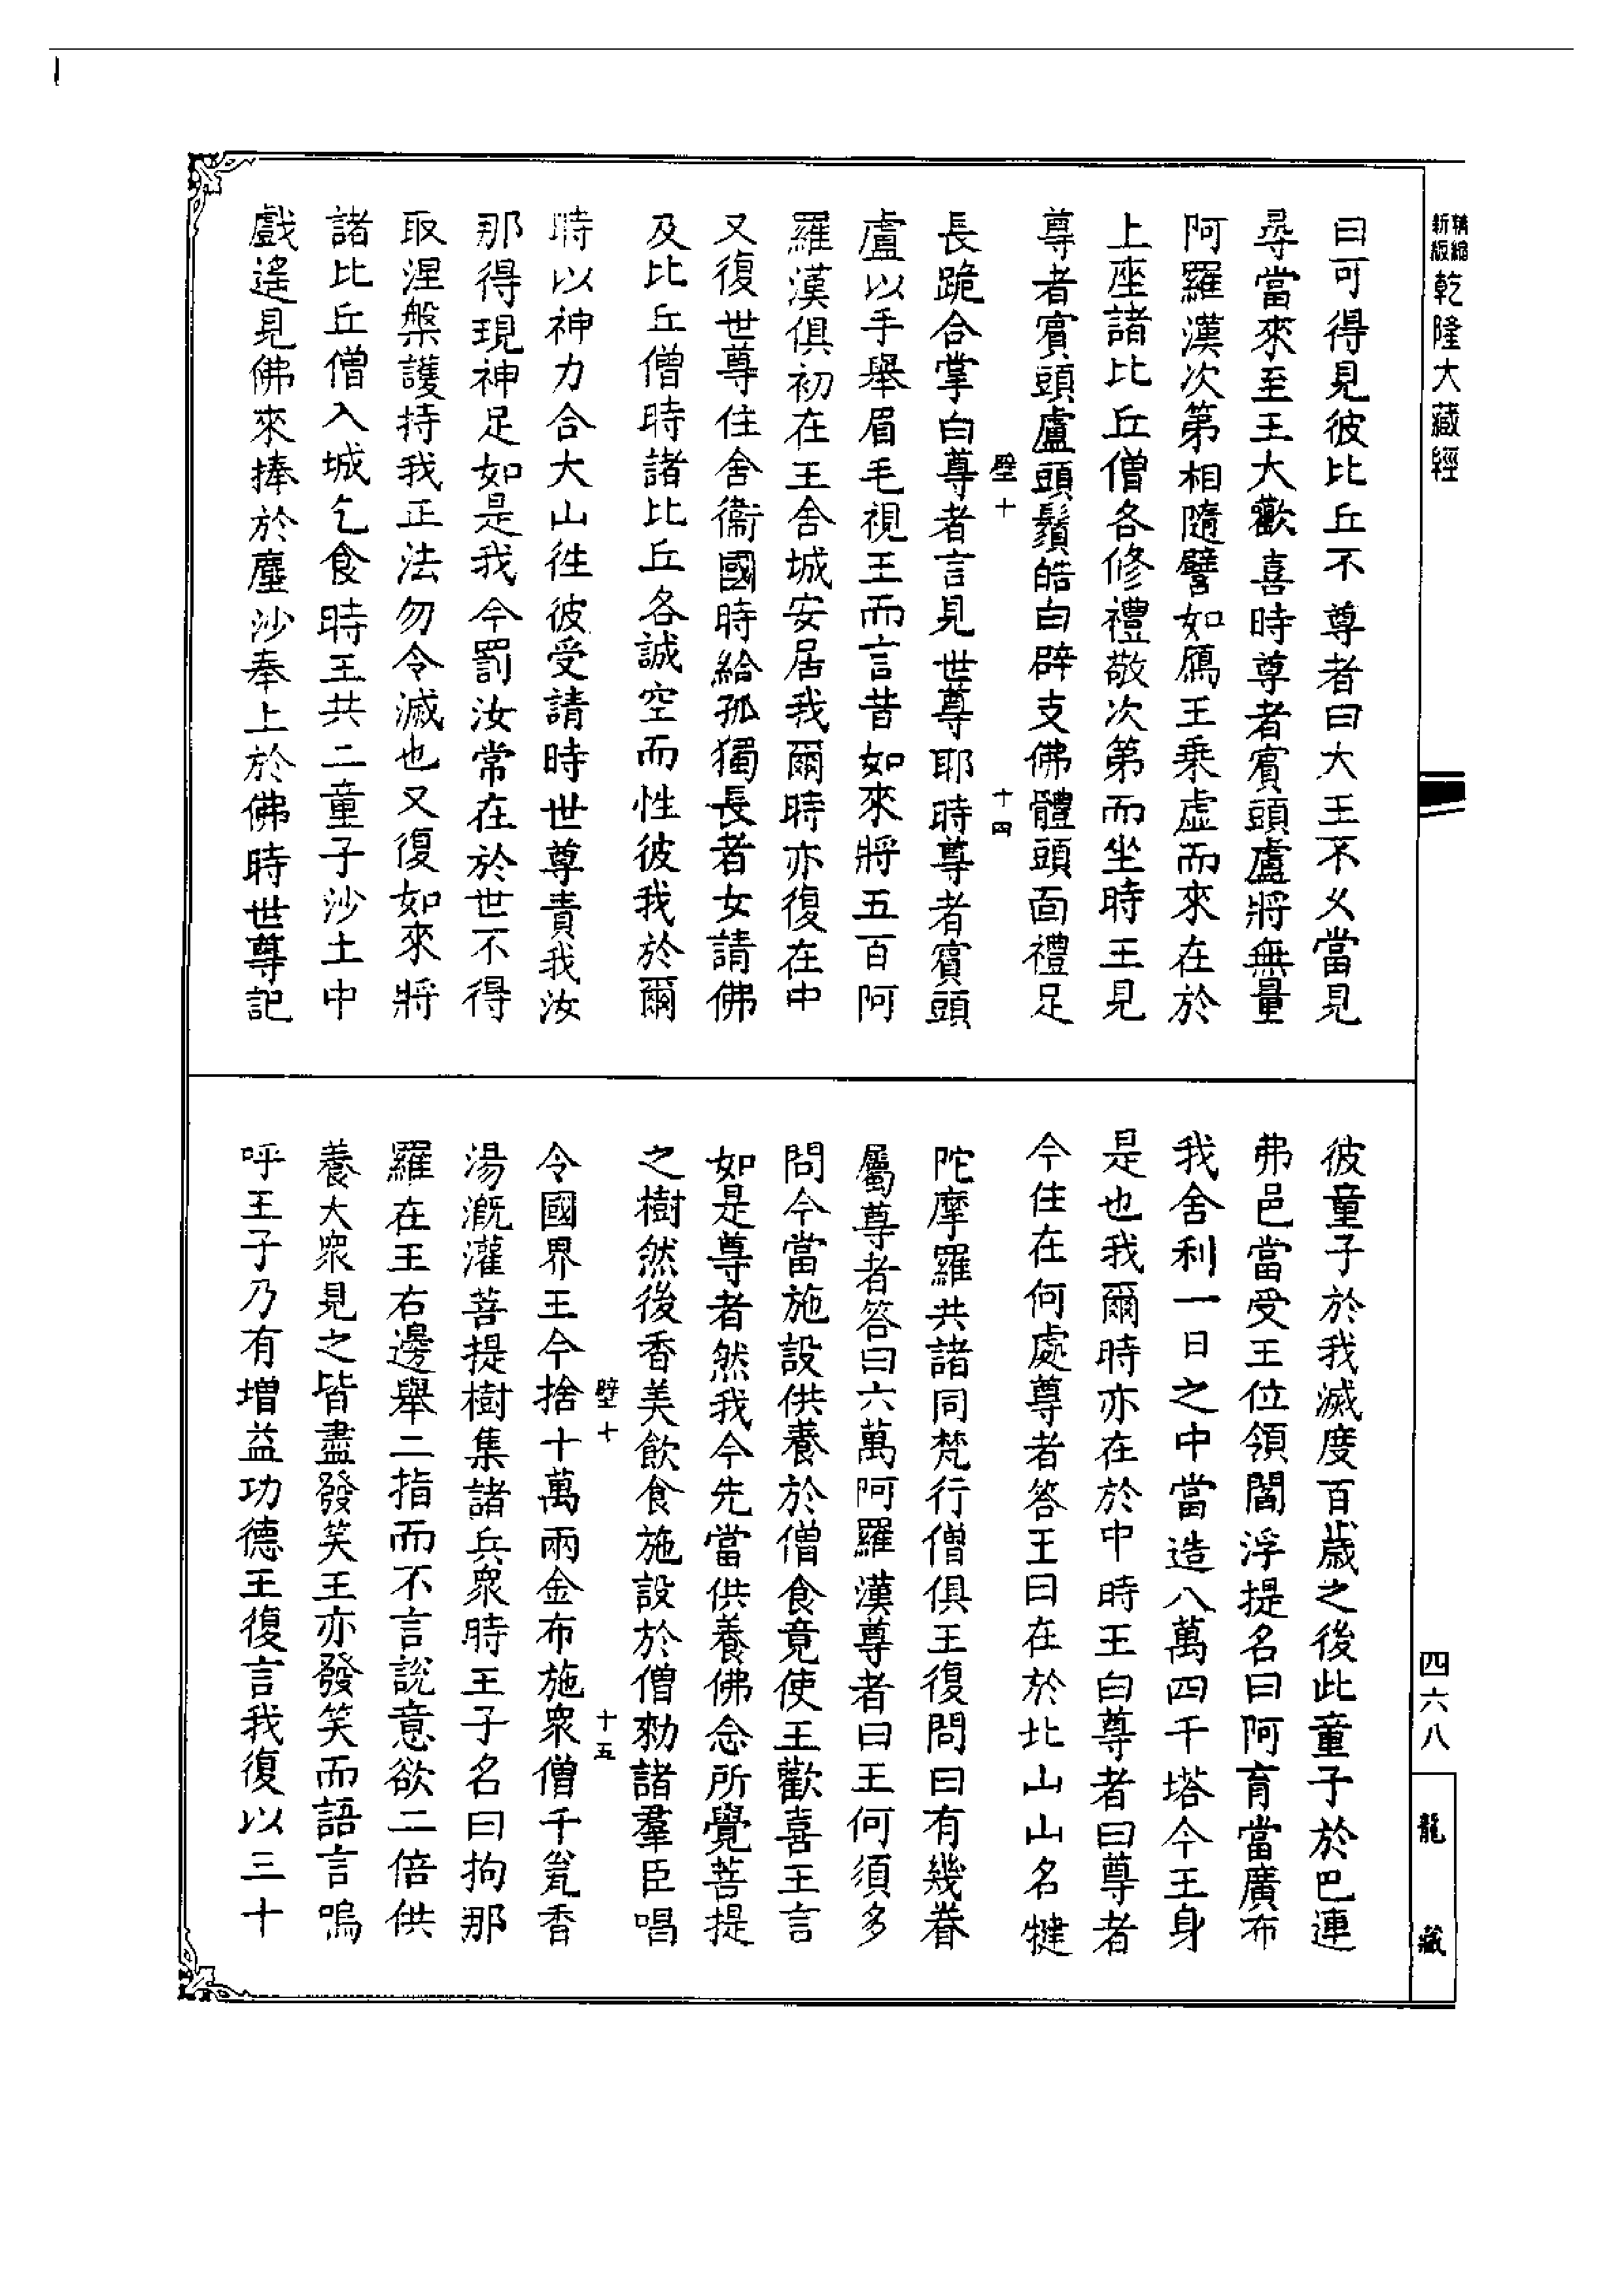 精縮新版
乾隆大藏經
曰可得見彼比丘不尊者曰大王不久當見
尋當來至王大歡喜時尊者賓頭盧將無量
阿羅漢次第相隨譬如鴈王乘虛而來在於
上座諸比丘僧各修禮敬次第而坐時王見
尊者賓頭盧頭鬚皓白辟支佛體頭面禮足
壁十
十四
長跪合掌白尊者言見世尊耶時尊者賓頭
盧以手舉眉毛視王而言昔如來將五百阿
羅漢俱初在王舍城安居我爾時亦復在中
又復世尊住舍衞國時給孤獨長者女請佛
及比丘僧時諸比丘各誠空而性彼我於爾
時以神力合大山徃彼受請時世尊責我汝
那得現神足如是我今罰汝常在於世不得
取涅槃護持我正法勿令滅也又復如來將
諸比丘僧入城乞食時王共二童子沙土中
戲遙見佛來捧於塵沙奉上於佛時世尊記
彼童子於我滅度百歲之後此童子於巴連
弗邑當受王位領閻浮提名曰阿育當廣布
我舍利一日之中當造八萬四千塔今王身
是也我爾時亦在於中時王白尊者曰尊者
今住在何處尊者答王曰在於北山山名犍
陀摩羅共諸同梵行僧俱王復問曰有幾眷
屬尊者答曰六萬阿羅漢尊者曰王何須多
問今當施設供養於僧食竟使王歡喜王言
如是尊者然我今先當供養佛念所覺菩提
之樹然後香美飲食施設於僧勑諸羣臣唱
壁十
十五
令國界王今捨十萬兩金布施衆僧千瓮香
湯溉灌菩提樹集諸兵衆時王子名曰拘那
羅在王右邊舉二指而不言說意欲二倍供
養大衆見之皆盡發笑王亦發笑而語言嗚
呼王子乃有增益功德王復言我復以三十
四六八
龍藏